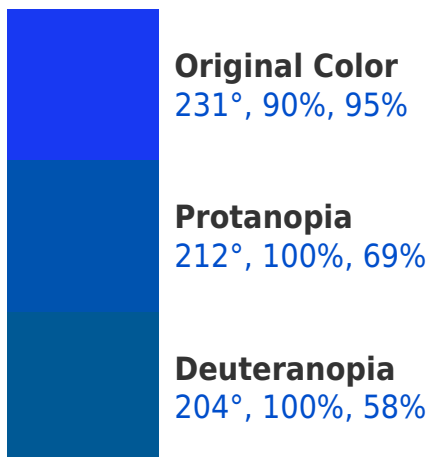 Original Color
231°, 90%, 95%
Protanopia
212°, 100%, 69%
Deuteranopia
204°, 100%, 58%